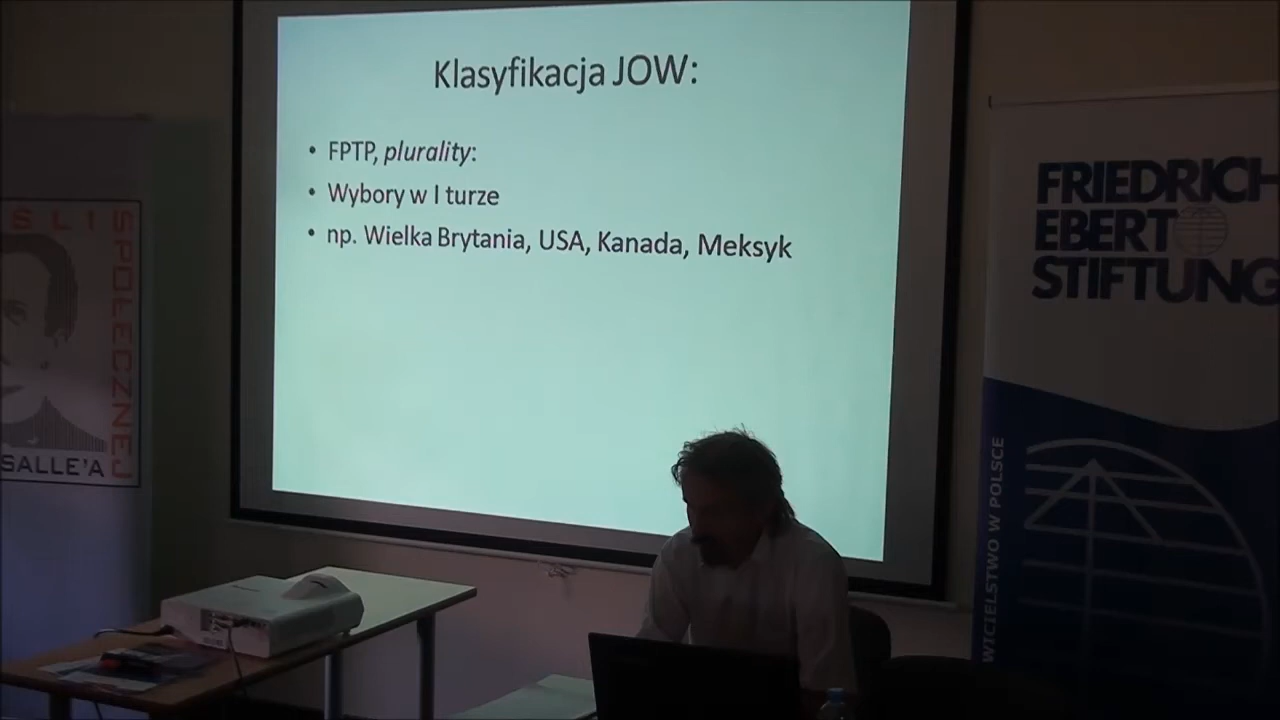 Klasyfikacja JOW:
• FPTP, plurality:
• Wybory w I turze
• np. Wielka Brytania, USA, Kanada, Meksyk
ŚLI
SPOŁECZNEJ
SALLE'A
FRIEDRICH
EBERT
STIFTUNG
WICIELSTWO W POLSCE